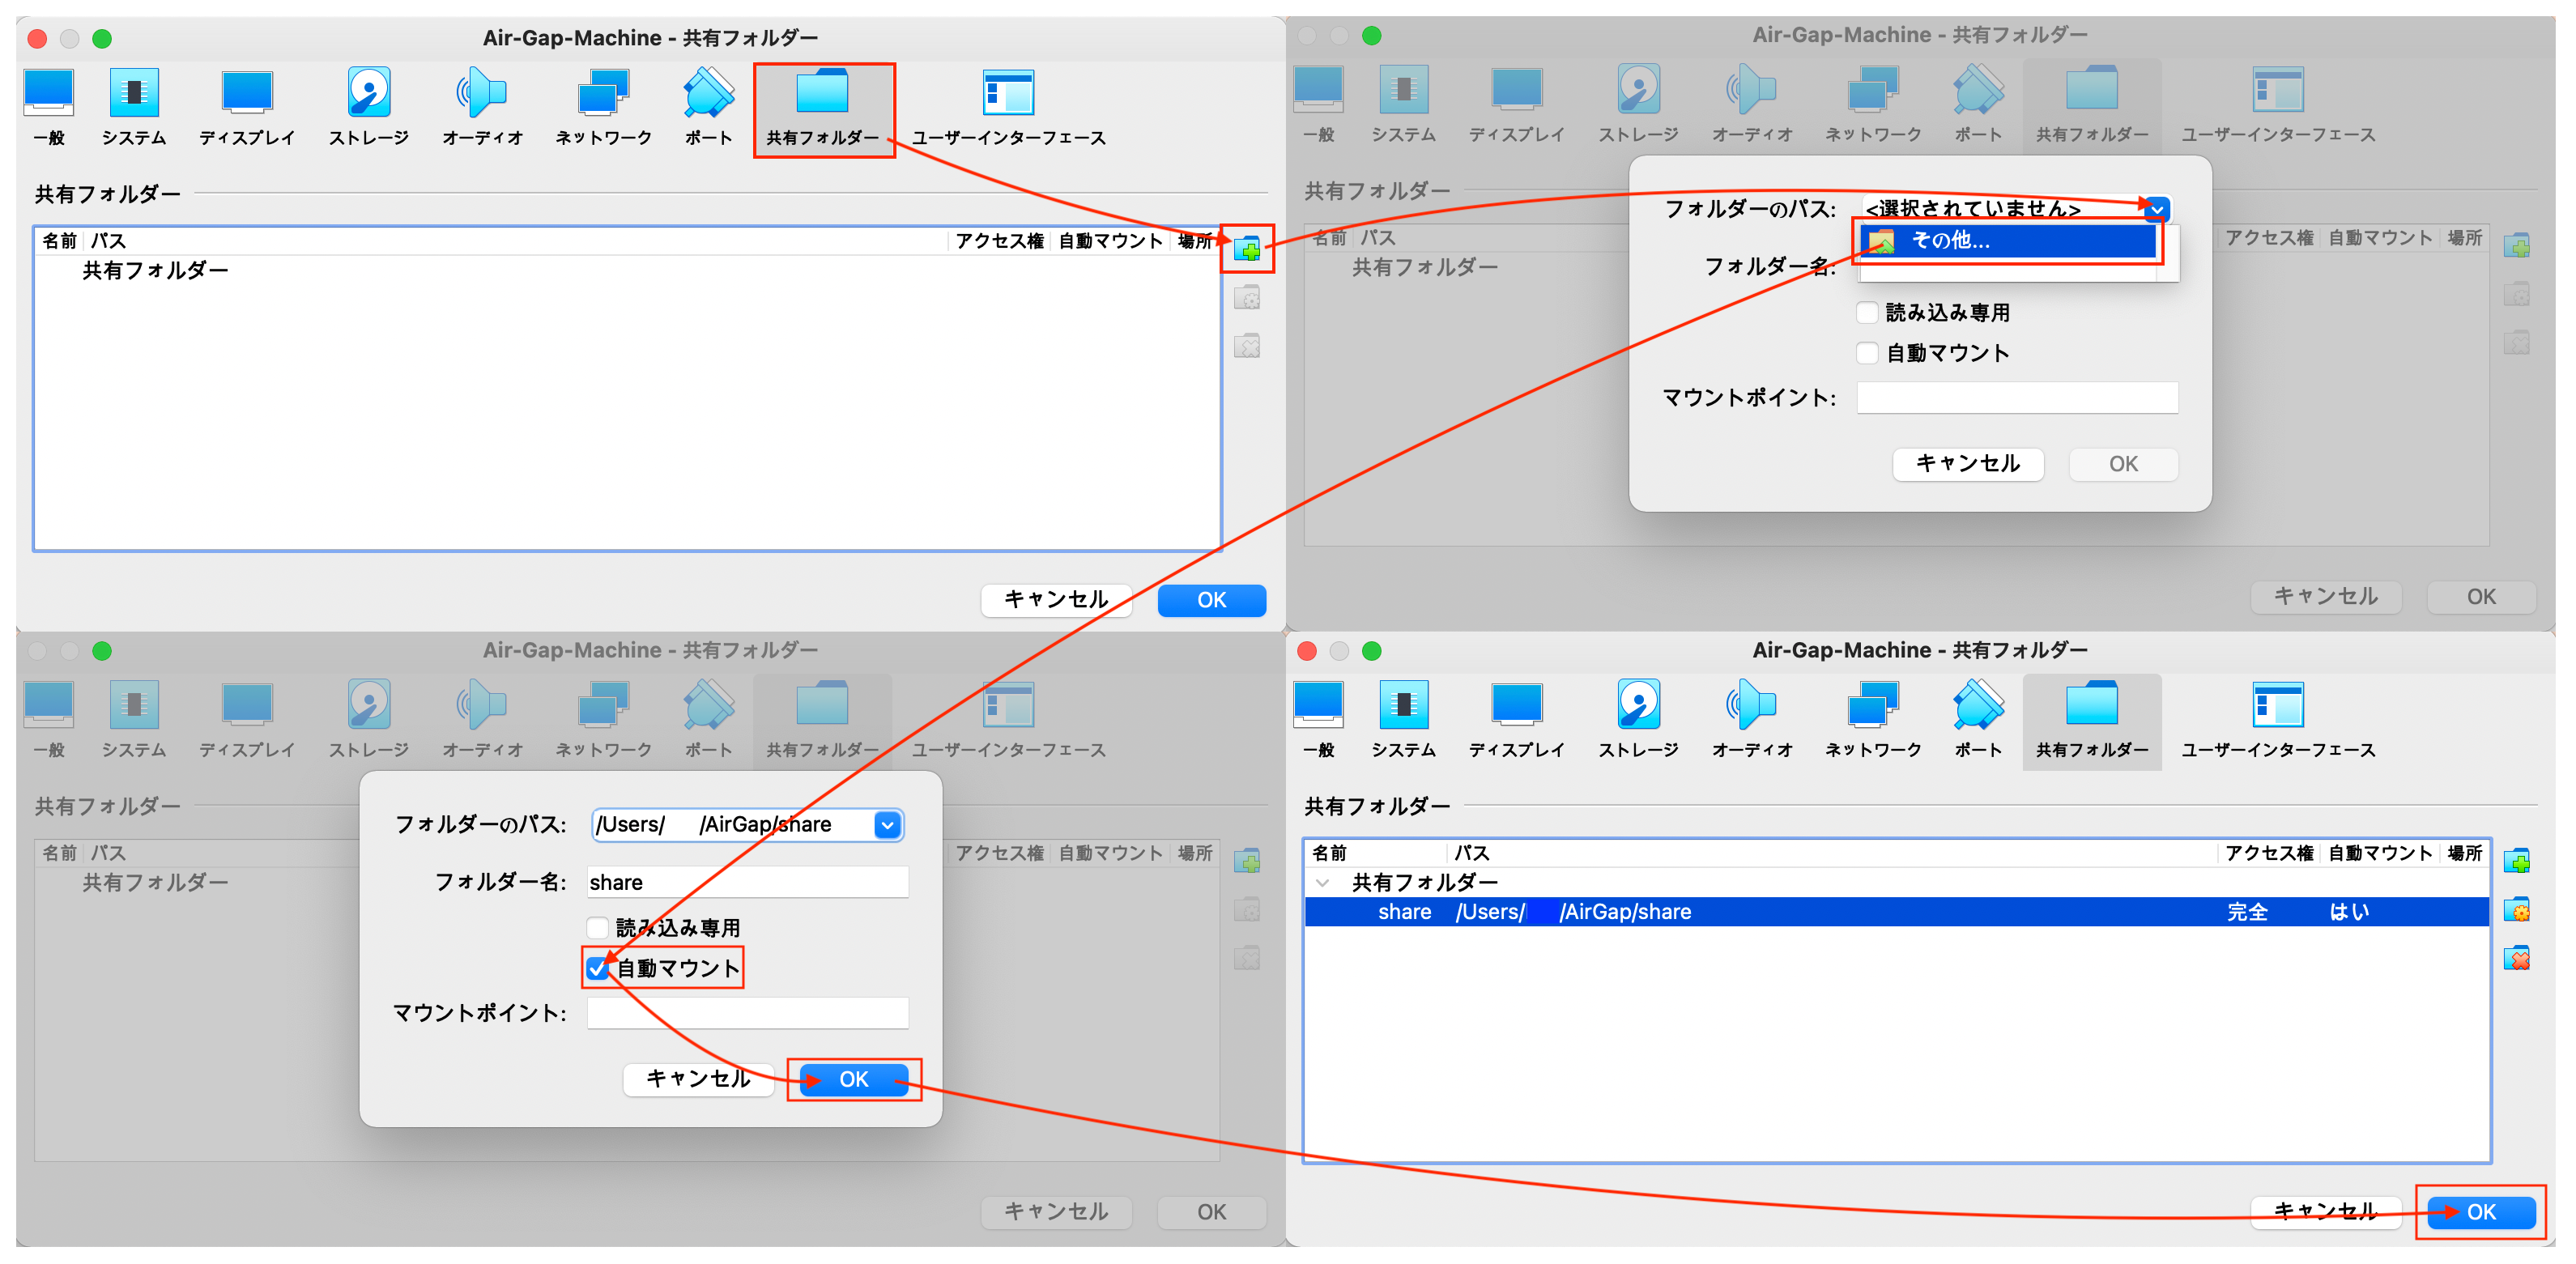 Air-Gap-Machine - 共有フォルダー
一般 システム ディスプレイ ストレージ オーディオ ネットワーク ポート 共有フォルダー ユーザーインターフェース
共有フォルダー
名前 パス アクセス権 自動マウント 場所
共有フォルダー
キャンセル OK
Air-Gap-Machine - 共有フォルダー
一般 システム ディスプレイ ストレージ オーディオ ネットワーク ポート 共有フォルダー ユーザーインターフェース
共有フォルダー
名前 パス アクセス権 自動マウント 場所
共有フォルダー
フォルダーのパス: <選択されていません>
その他...
フォルダー名:
読み込み専用
自動マウント
マウントポイント:
キャンセル OK
キャンセル OK
Air-Gap-Machine - 共有フォルダー
一般 システム ディスプレイ ストレージ オーディオ ネットワーク ポート 共有フォルダー ユーザーインターフェース
共有フォルダー
名前 パス アクセス権 自動マウント 場所
共有フォルダー
フォルダーのパス: /Users/ /AirGap/share
フォルダー名: share
読み込み専用
自動マウント
マウントポイント:
キャンセル OK
キャンセル OK
Air-Gap-Machine - 共有フォルダー
一般 システム ディスプレイ ストレージ オーディオ ネットワーク ポート 共有フォルダー ユーザーインターフェース
共有フォルダー
名前 パス アクセス権 自動マウント 場所
共有フォルダー
share /Users/ /AirGap/share 完全 はい
キャンセル OK